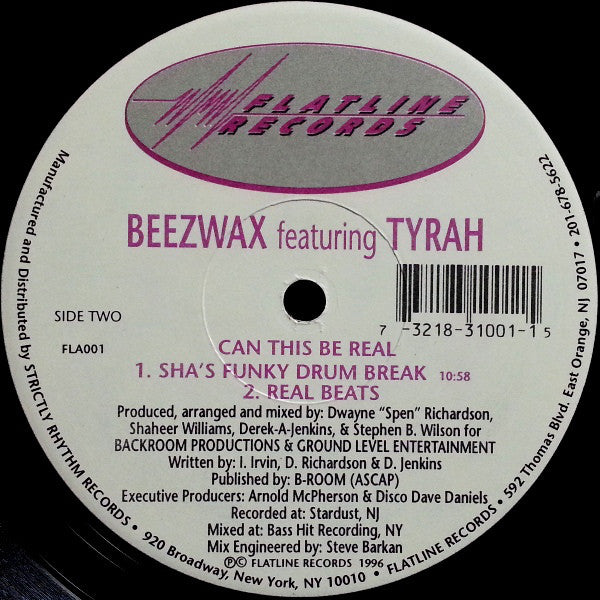 FLATLINE
RECORDS
BEEZWAX featuring TYRAH
SIDE TWO
FLA001
7 -3218-31001-1 5
CAN THIS BE REAL
1. SHA'S FUNKY DRUM BREAK 10:58
2. REAL BEATS
Produced, arranged and mixed by: Dwayne "Spen" Richardson,
Shaheer Williams, Derek-A-Jenkins, & Stephen B. Wilson for
BACKROOM PRODUCTIONS & GROUND LEVEL ENTERTAINMENT
Written by: I. Irvin, D. Richardson & D. Jenkins
Published by: B-ROOM (ASCAP)
Executive Producers: Arnold McPherson & Disco Dave Daniels
Recorded at: Stardust, NJ
Mixed at: Bass Hit Recording, NY
Mix Engineered by: Steve Barkan
℗© FLATLINE RECORDS 1996
Manufactured and Distributed by STRICTLY RHYTHM RECORDS • 920 Broadway, New York, NY 10010 • FLATLINE RECORDS • 592 Thomas Blvd. East Orange, NJ 07017 • 201-678-5622